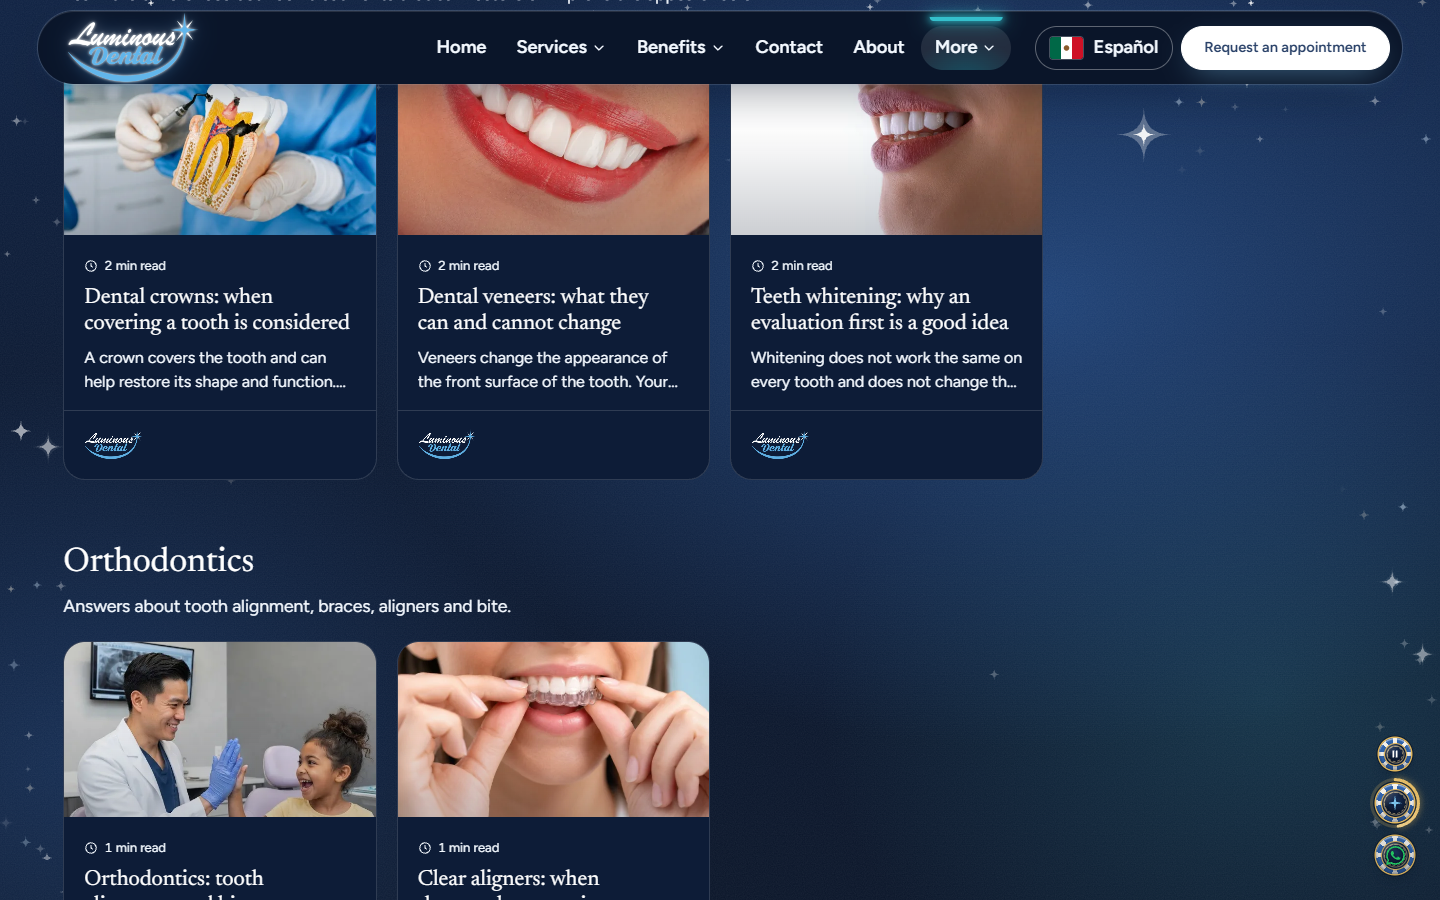 Luminous
Dental
Home
Services
Benefits
Contact
About
More
Español
Request an appointment
2 min read
Dental crowns: when
covering a tooth is considered
A crown covers the tooth and can
help restore its shape and function....
Luminous
Dental
2 min read
Dental veneers: what they
can and cannot change
Veneers change the appearance of
the front surface of the tooth. Your...
Luminous
Dental
2 min read
Teeth whitening: why an
evaluation first is a good idea
Whitening does not work the same on
every tooth and does not change th...
Luminous
Dental
Orthodontics
Answers about tooth alignment, braces, aligners and bite.
1 min read
Orthodontics: tooth
1 min read
Clear aligners: when